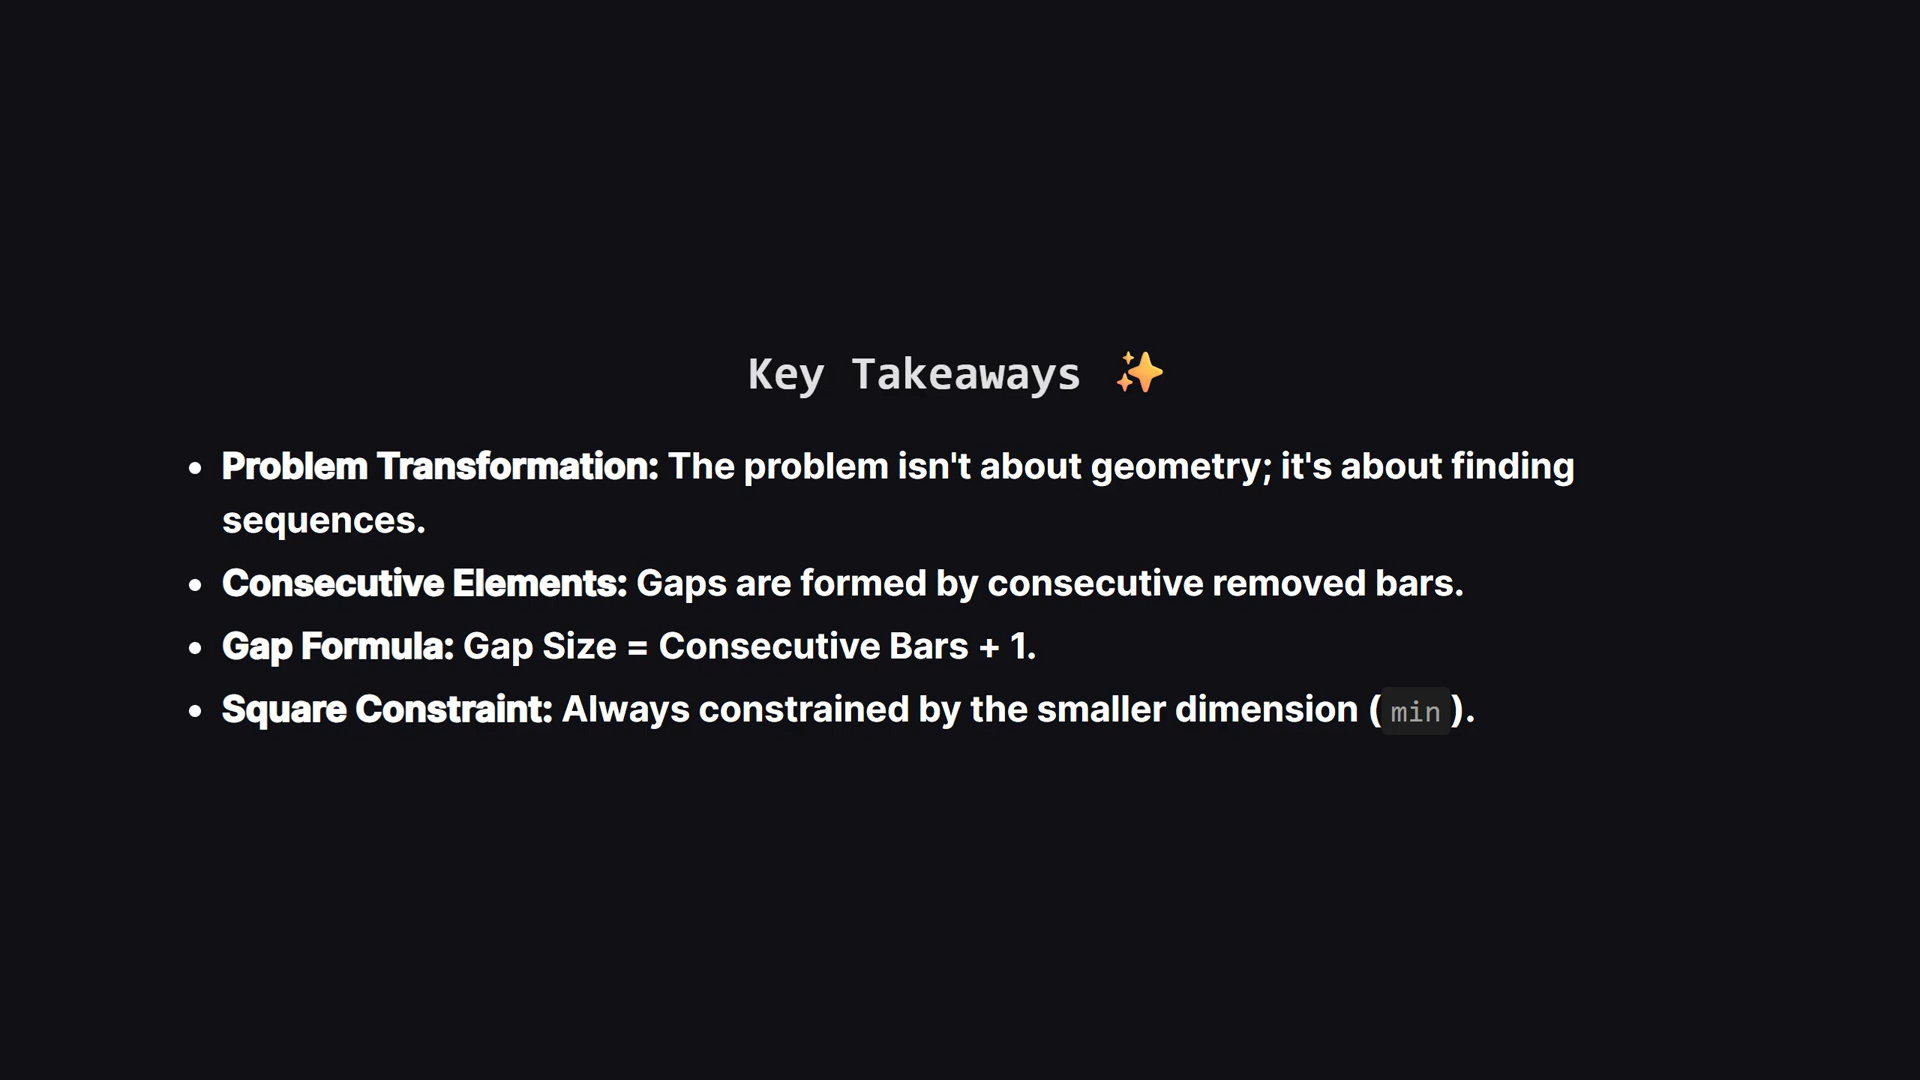 Key Takeaways ✨
• Problem Transformation: The problem isn't about geometry; it's about finding
sequences.
• Consecutive Elements: Gaps are formed by consecutive removed bars.
• Gap Formula: Gap Size = Consecutive Bars + 1.
• Square Constraint: Always constrained by the smaller dimension ( min ).